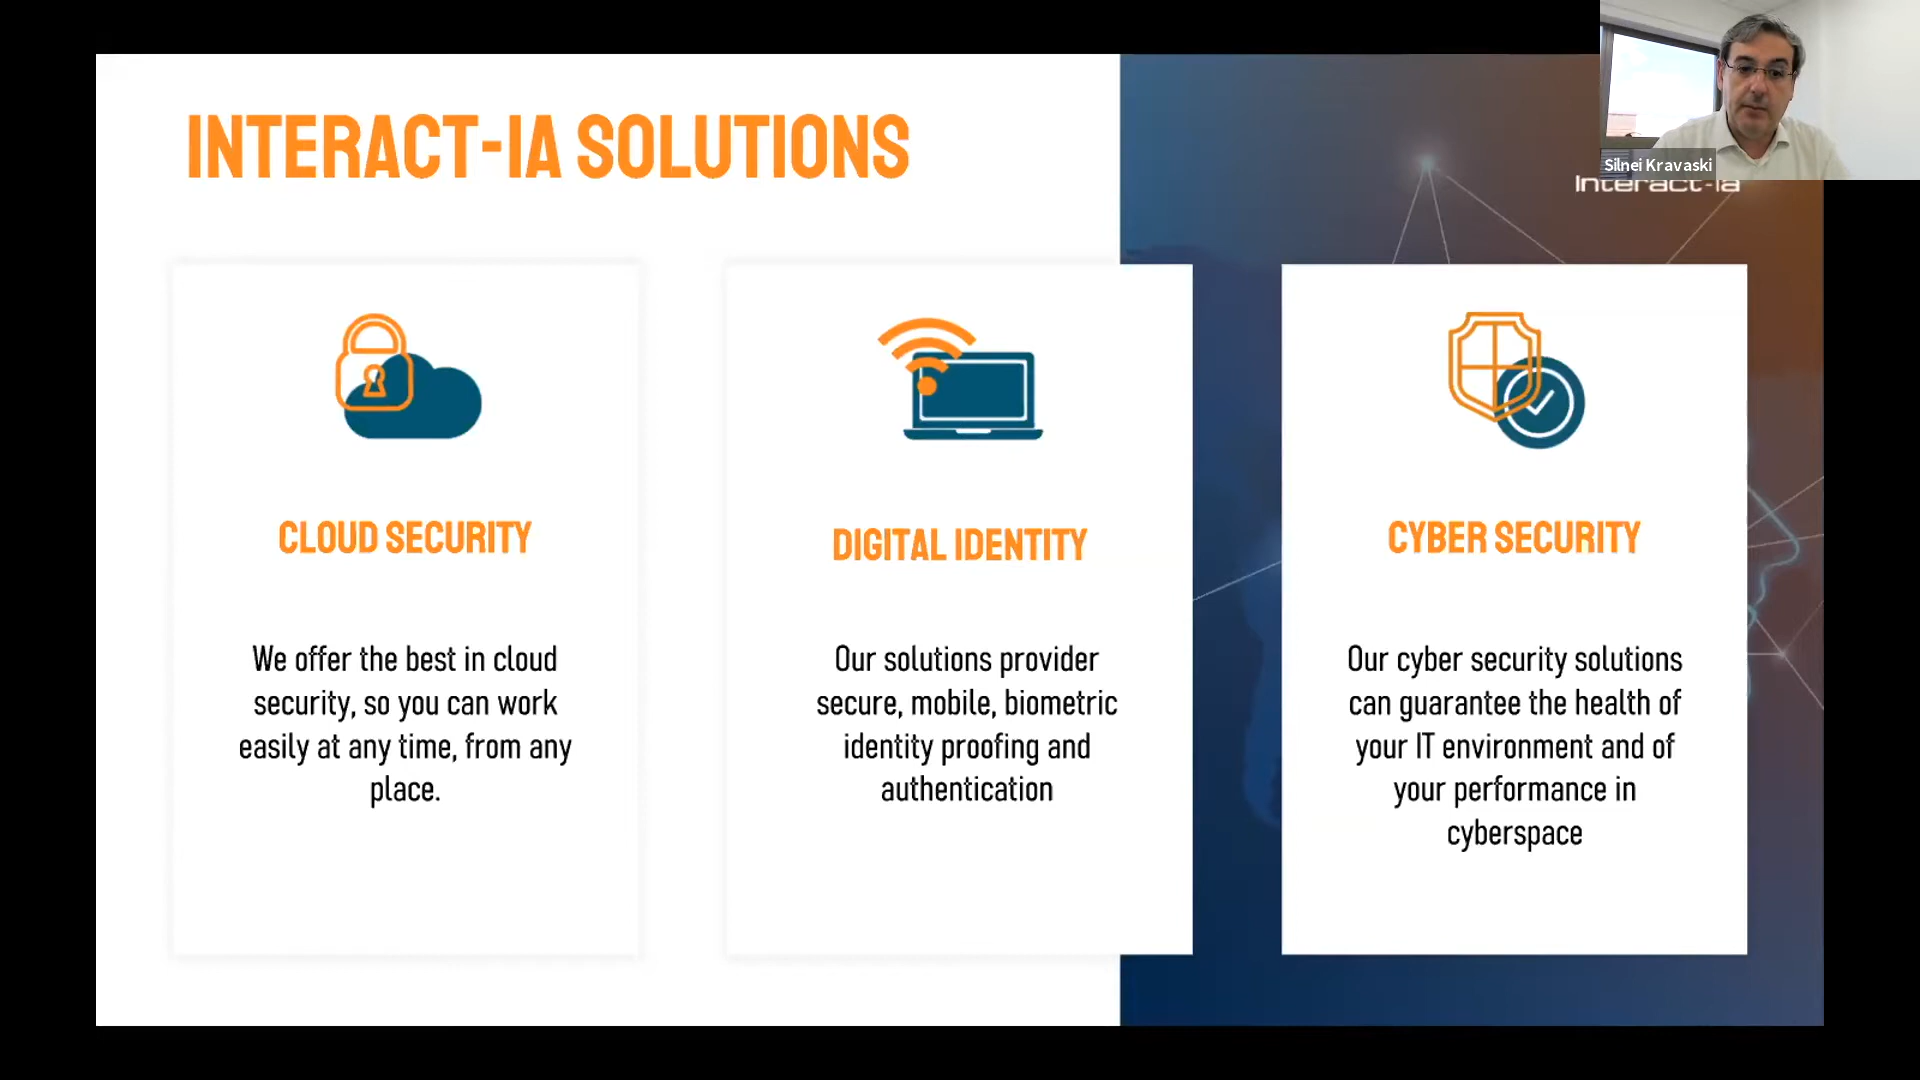 INTERACT-IA SOLUTIONS
Silnei Kravaski
Interact-ia
CLOUD SECURITY
We offer the best in cloud
security, so you can work
easily at any time, from any
place.
DIGITAL IDENTITY
Our solutions provider
secure, mobile, biometric
identity proofing and
authentication
CYBER SECURITY
Our cyber security solutions
can guarantee the health of
your IT environment and of
your performance in
cyberspace